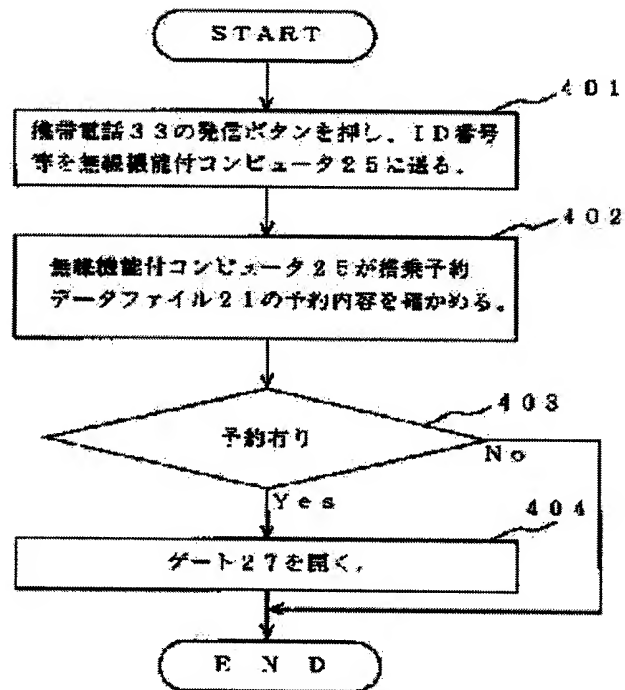 START
401
携帯電話33の発信ボタンを押し、ID番号
等を無線機能付コンピュータ25に送る。
402
無線機能付コンピュータ25が搭乗予約
データファイル21の予約内容を確かめる。
403
予約有り
No
Yes
404
ゲート27を開く。
END